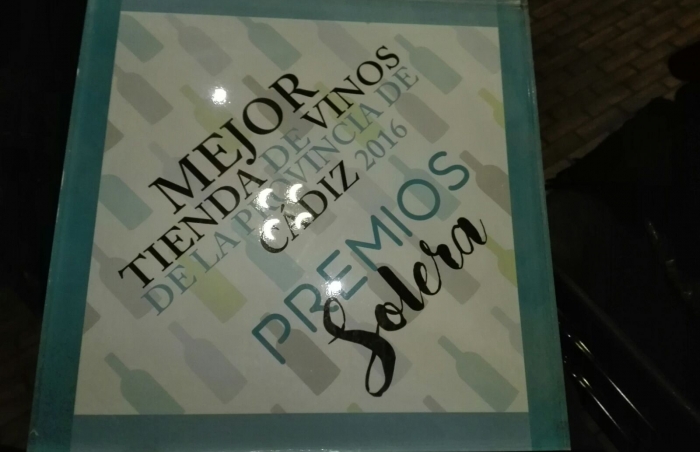 MEJOR
TIENDA DE VINOS
DE LA PROVINCIA DE
CÁDIZ 2016
PREMIOS
Solera